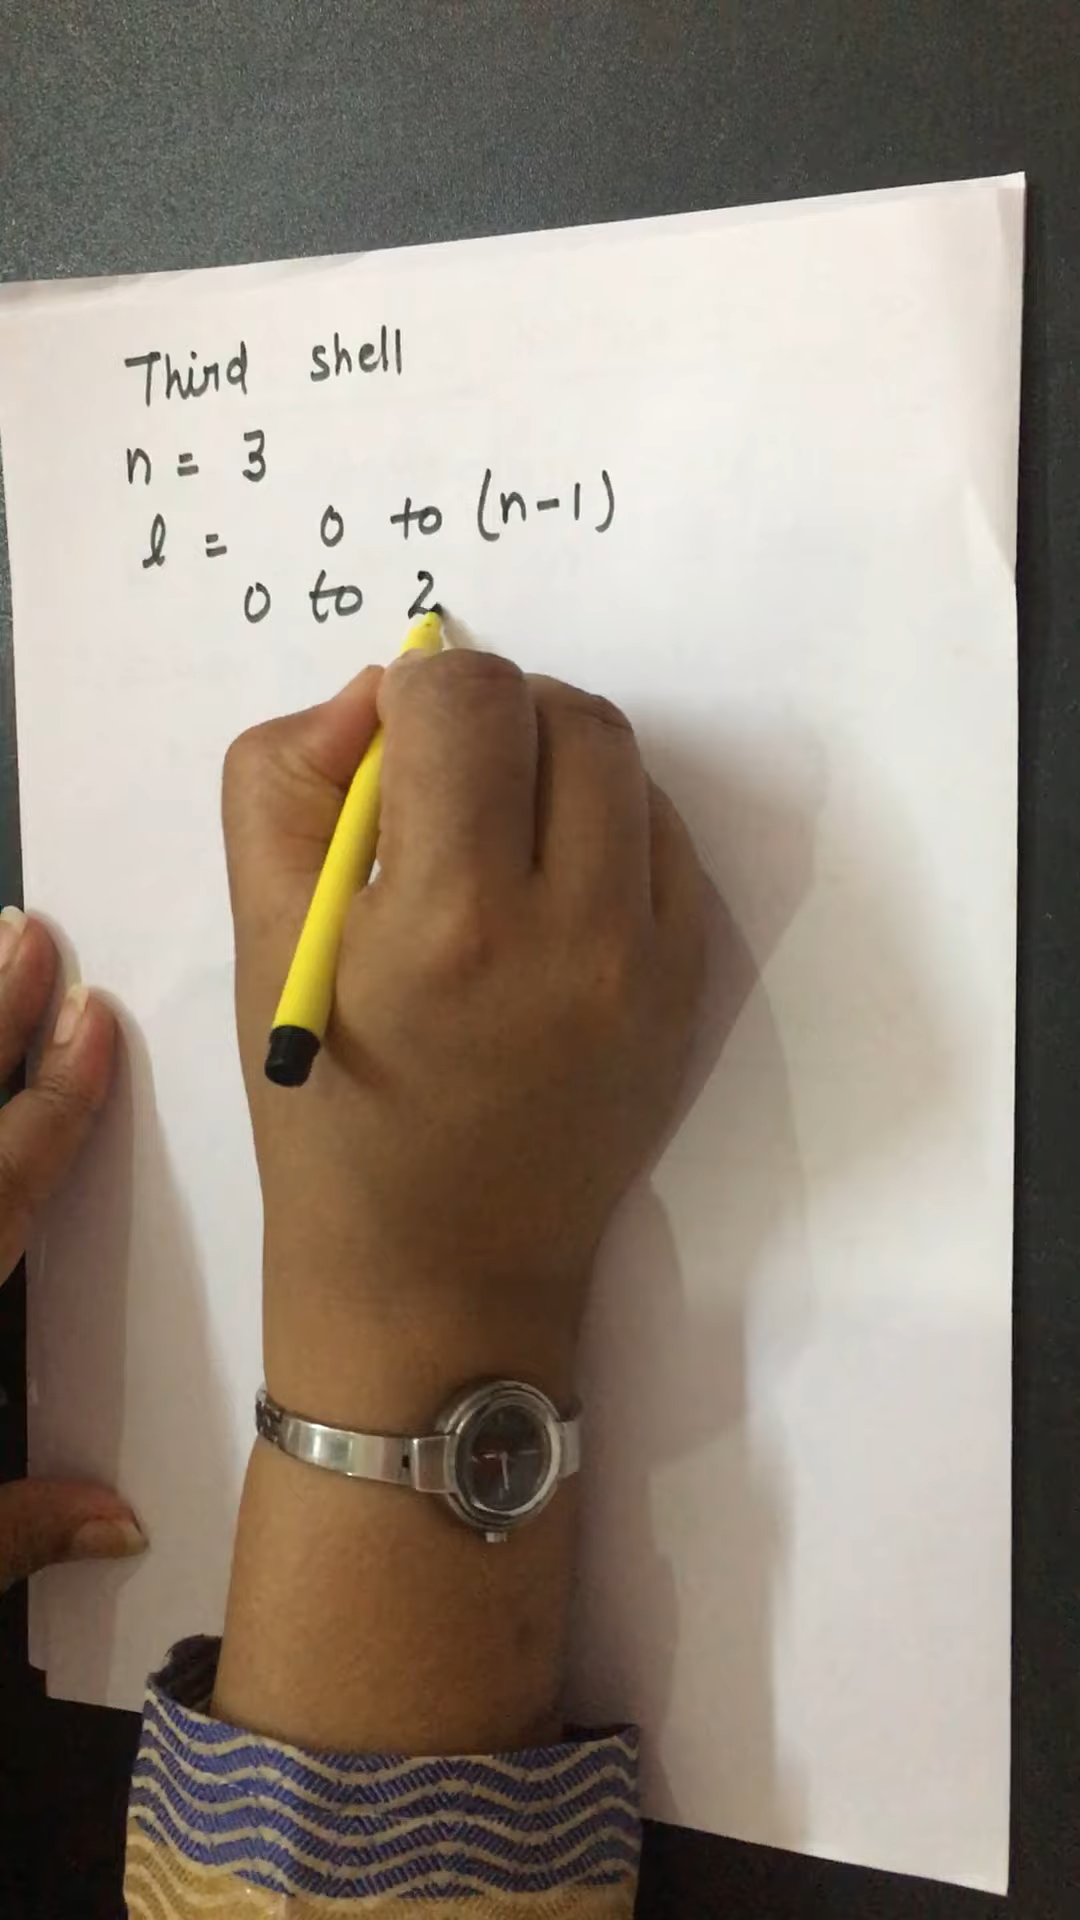 Third shell
n = 3
l = 0 to (n-1)
0 to 2